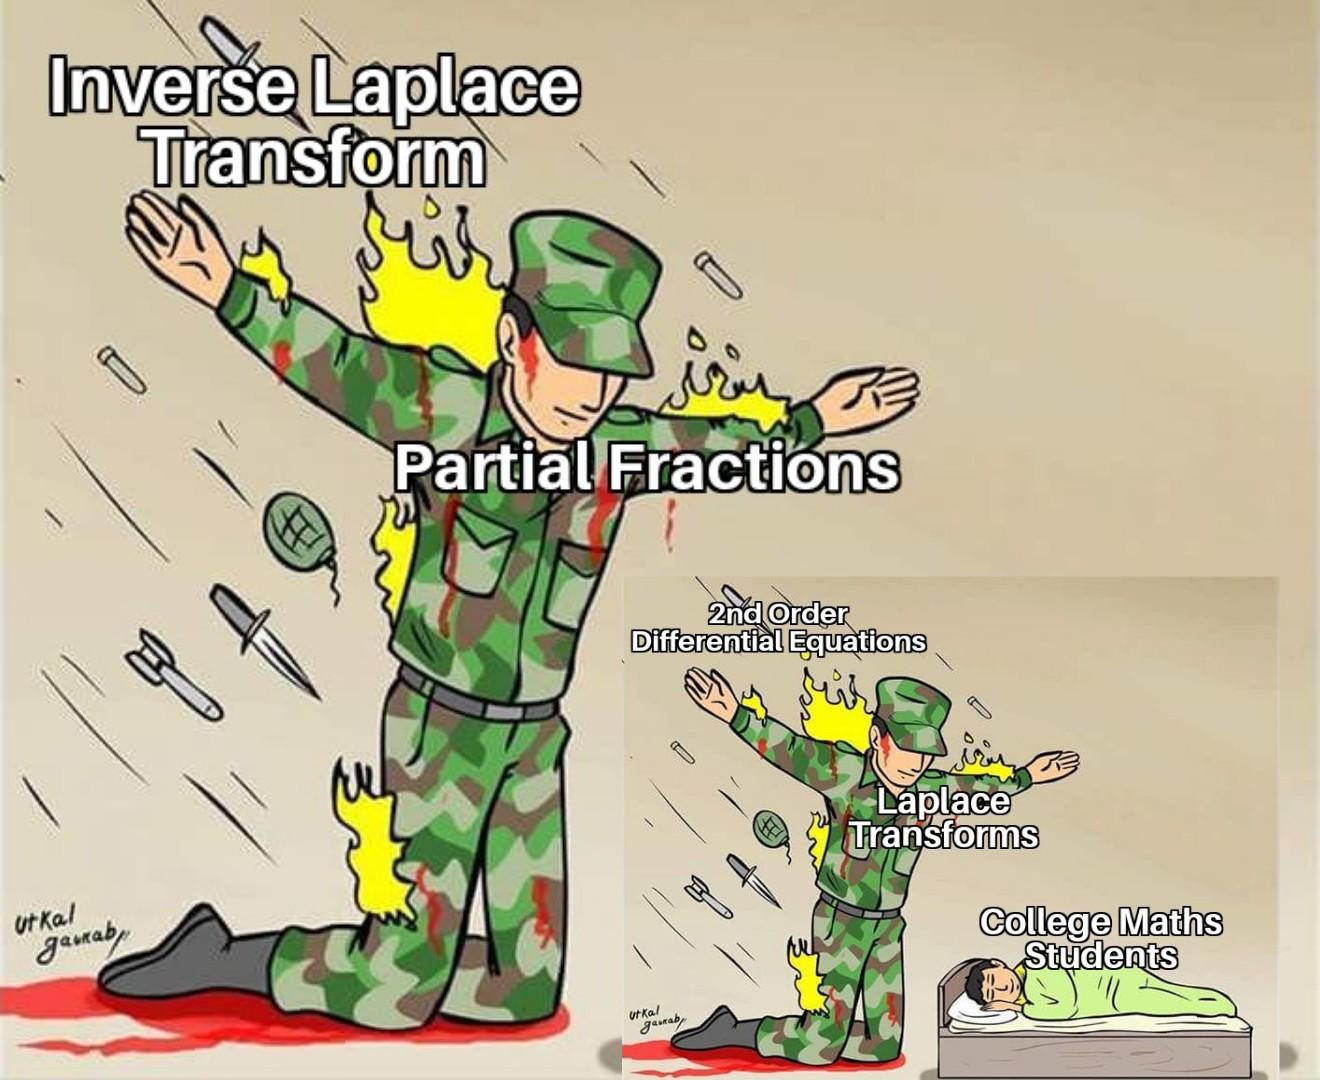 Inverse Laplace
Transform
Partial Fractions
2nd Order
Differential Equations
Laplace
Transforms
College Maths
Students